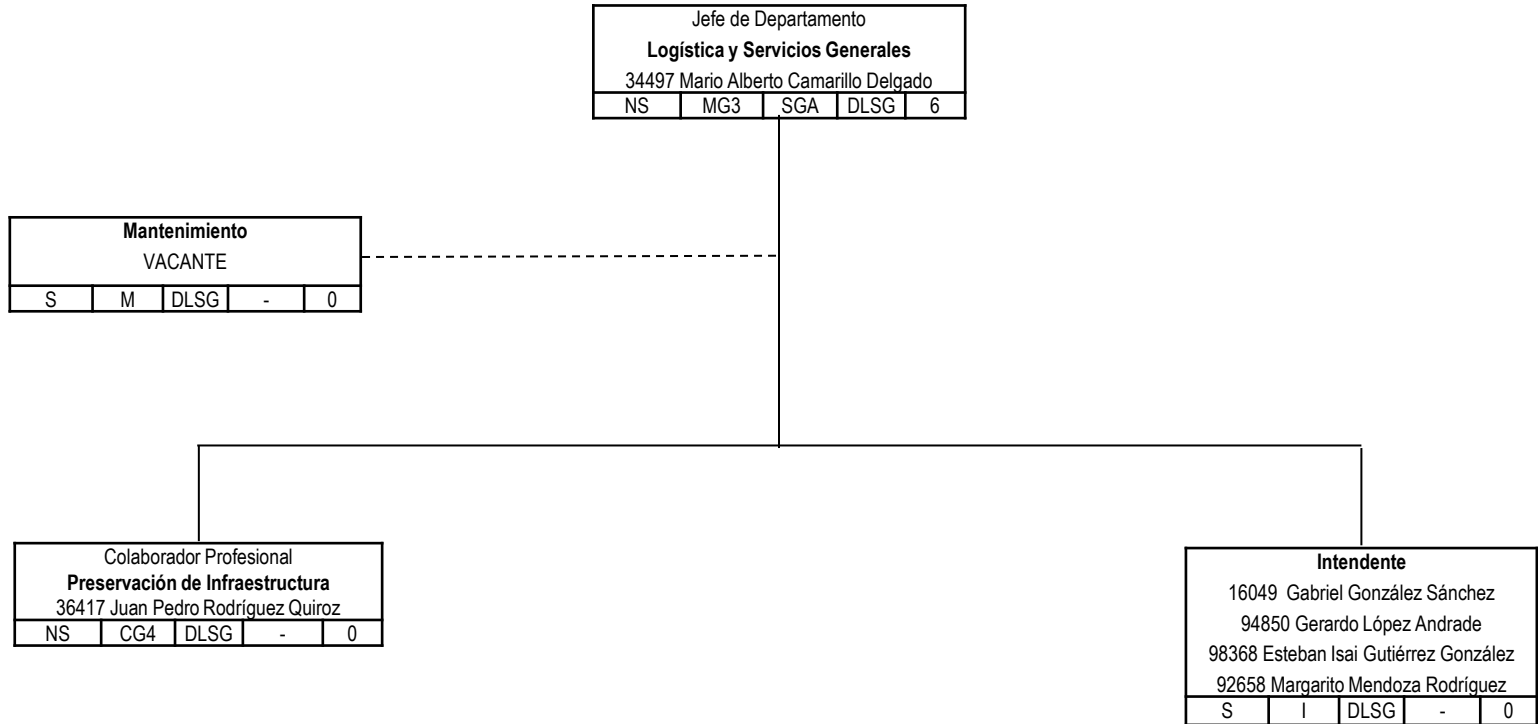 Jefe de Departamento
Logística y Servicios Generales
34497 Mario Alberto Camarillo Delgado
NS MG3 SGA DLSG 6
Mantenimiento
VACANTE
S M DLSG - 0
Colaborador Profesional
Preservación de Infraestructura
36417 Juan Pedro Rodríguez Quiroz
NS CG4 DLSG - 0
Intendente
16049 Gabriel González Sánchez
94850 Gerardo López Andrade
98368 Esteban Isai Gutiérrez González
92658 Margarito Mendoza Rodríguez
S I DLSG - 0